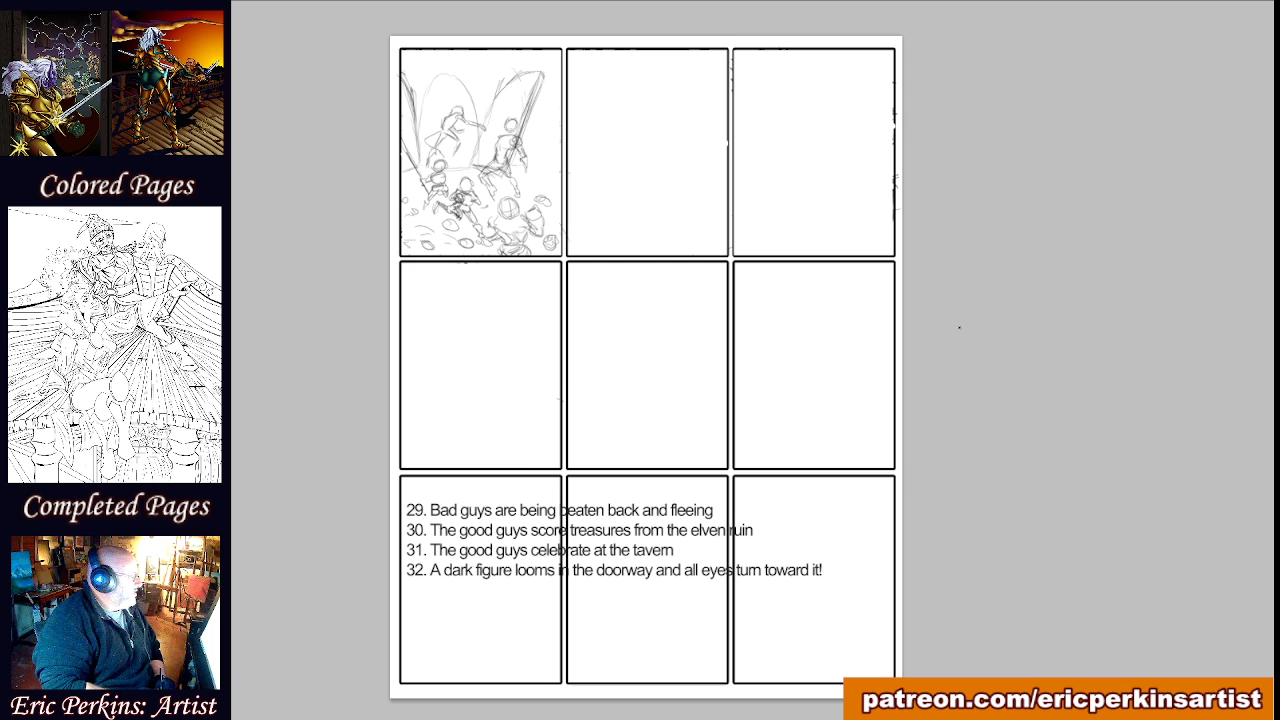 Colored Pages
Completed Pages
Eric Perkins: Artist
29. Bad guys are being beaten back and fleeing
30. The good guys score treasures from the elven ruin
31. The good guys celebrate at the tavern
32. A dark figure looms in the doorway and all eyes turn toward it!
patreon.com/ericperkinsartist